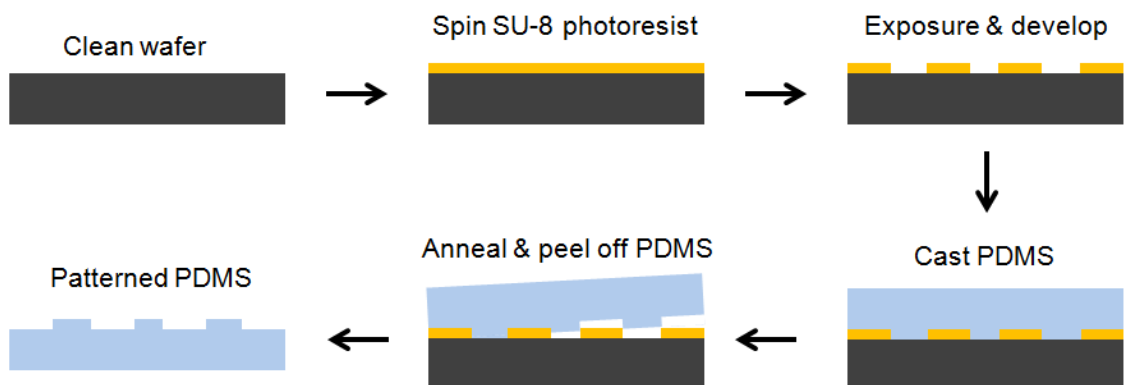 Clean wafer
Spin SU-8 photoresist
Exposure & develop
Cast PDMS
Anneal & peel off PDMS
Patterned PDMS